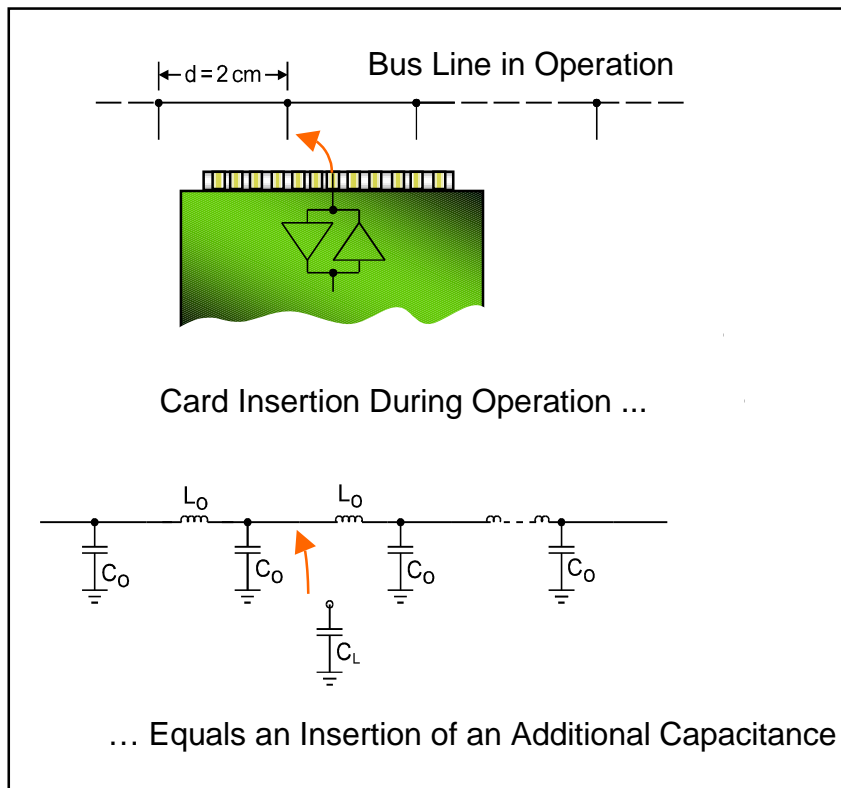 Bus Line in Operation
d = 2 cm
Card Insertion During Operation ...
LO LO
CO CO CO CO
CL
... Equals an Insertion of an Additional Capacitance